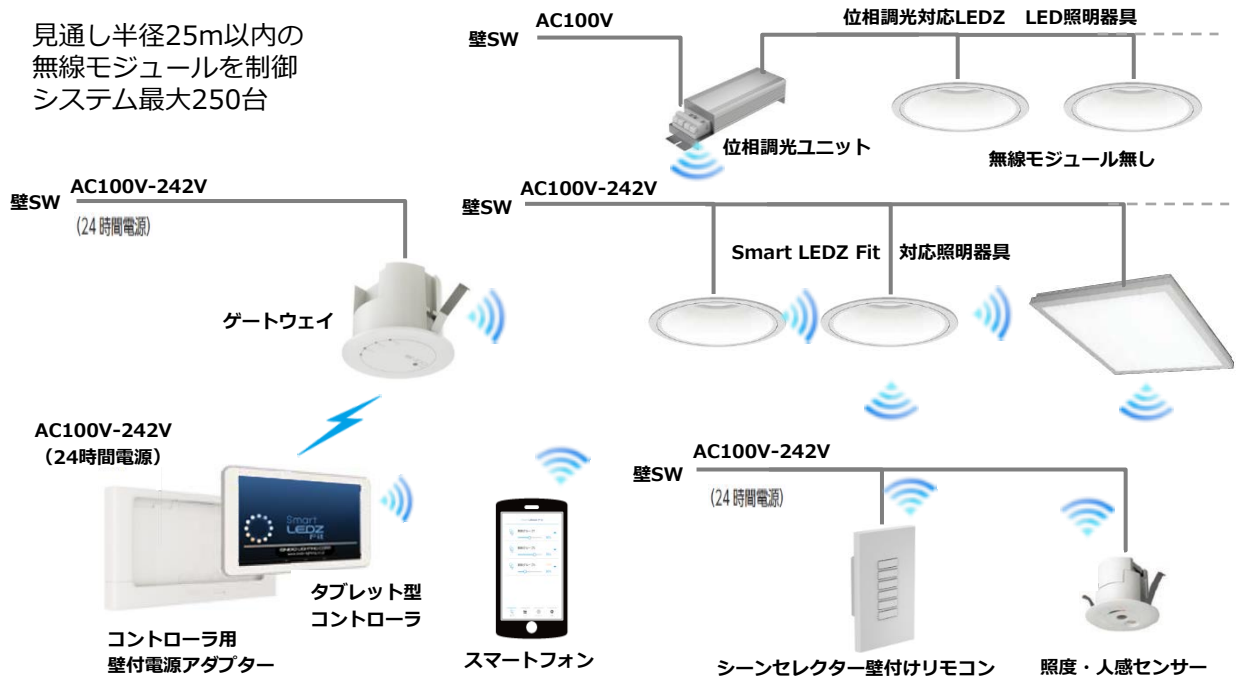 見通し半径25m以内の
無線モジュールを制御
システム最大250台
壁SW
AC100V
位相調光対応LEDZ LED照明器具
位相調光ユニット
無線モジュール無し
壁SW
AC100V-242V
(24 時間電源)
ゲートウェイ
壁SW
AC100V-242V
Smart LEDZ Fit 対応照明器具
AC100V-242V
（24時間電源）
Smart
LEDZ
Fit
タブレット型
コントローラ
コントローラ用
壁付電源アダプター
スマートフォン
壁SW
AC100V-242V
(24 時間電源)
シーンセレクター壁付けリモコン
照度・人感センサー